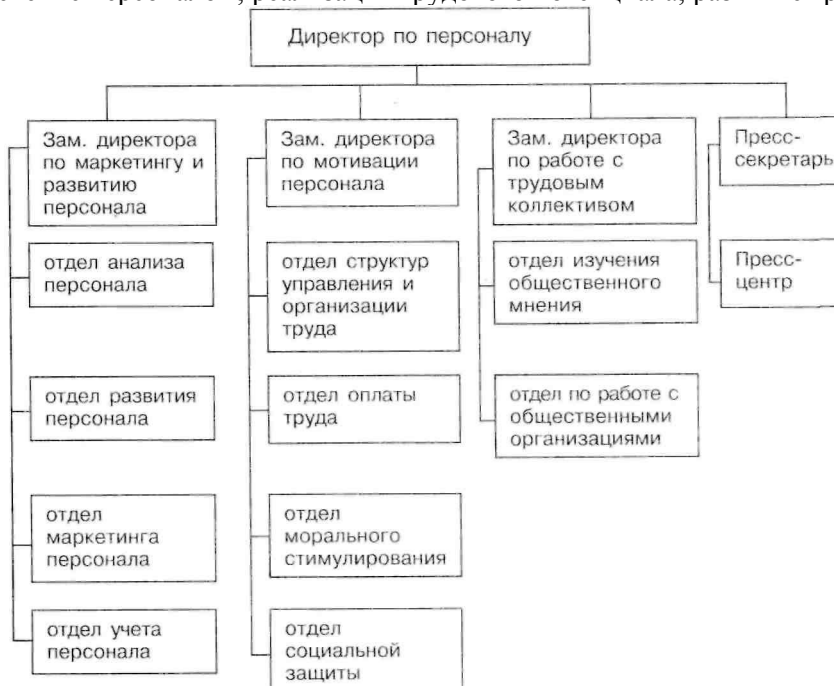 Директор по персоналу
Зам. директора
по маркетингу и
развитию
персонала
отдел анализа
персонала
отдел развития
персонала
отдел
маркетинга
персонала
отдел учета
персонала
Зам. директора
по мотивации
персонала
отдел структур
управления и
организации
труда
отдел оплаты
труда
отдел
морального
стимулирования
отдел
социальной
защиты
Зам. директора
по работе с
трудовым
коллективом
отдел изучения
общественного
мнения
отдел по работе с
общественными
организациями
Пресс-
секретарь
Пресс-
центр